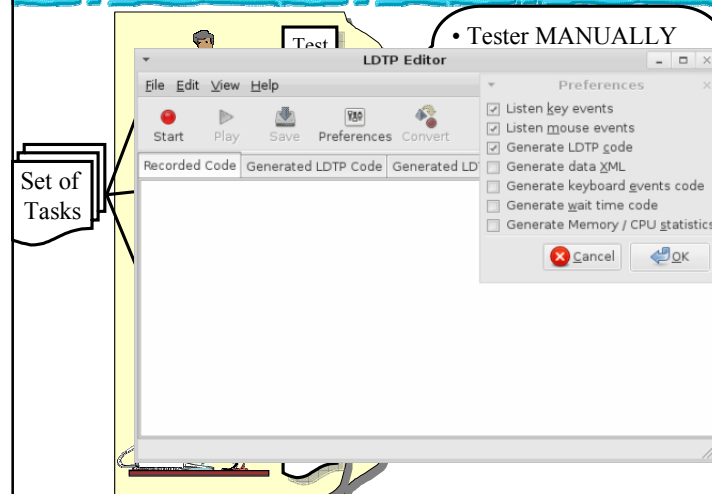 • Tester MANUALLY
Test
LDTP Editor
File Edit View Help
Start Play Save Preferences Convert
Recorded Code Generated LDTP Code Generated
Preferences
Listen key events
Listen mouse events
Generate LDTP code
Generate data XML
Generate keyboard events code
Generate wait time code
Generate Memory / CPU statistics
Cancel OK
Set of
Tasks